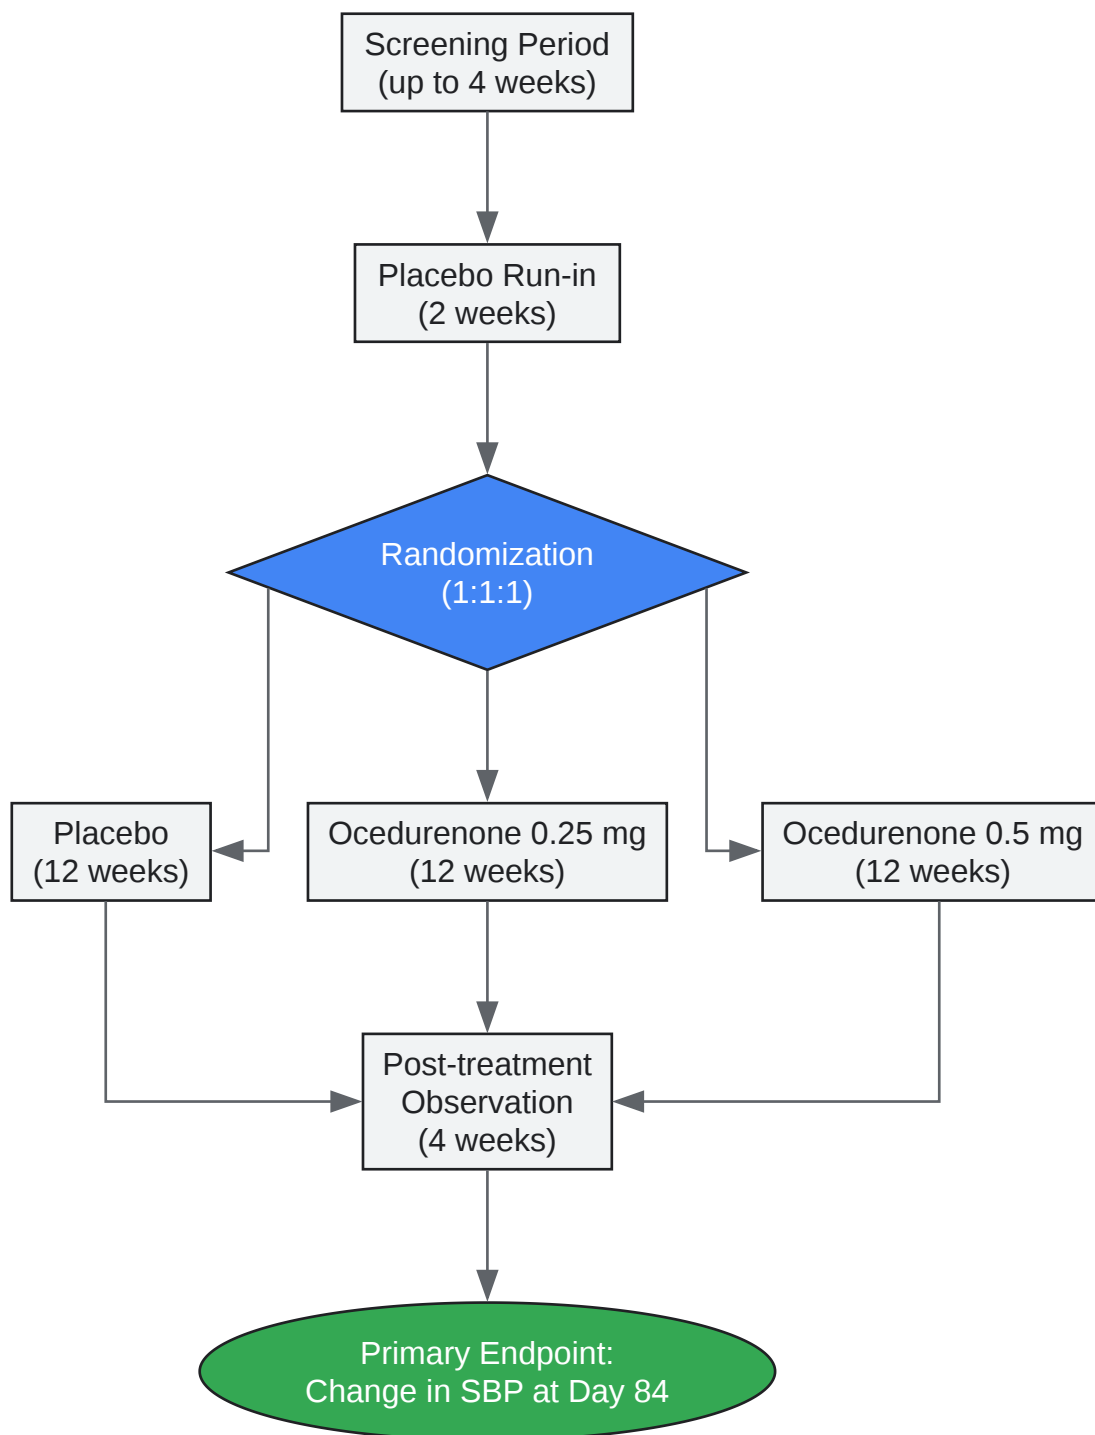 Screening Period
(up to 4 weeks)
Placebo Run-in
(2 weeks)
Randomization
(1:1:1)
Placebo
(12 weeks)
Ocedurenone 0.25 mg
(12 weeks)
Ocedurenone 0.5 mg
(12 weeks)
Post-treatment
Observation
(4 weeks)
Primary Endpoint:
Change in SBP at Day 84